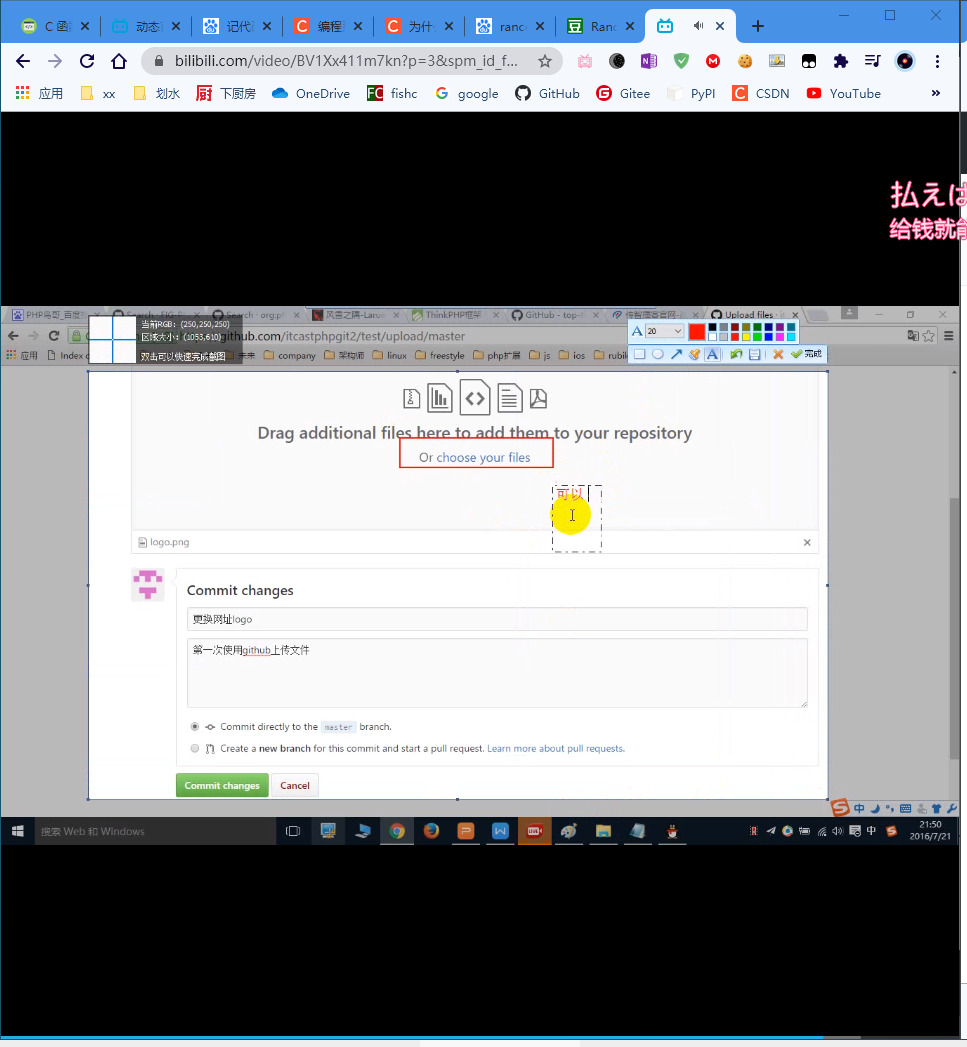 C 函
动态
记代
编程
为什
ranc
Ranc
bilibili.com/video/BV1Xx411m7kn?p=3&spm_id_f...
应用 xx 划水 下厨房 OneDrive fishc google GitHub Gitee PyPI CSDN YouTube »
払えは
给钱就能
PHP鸟哥_百度
Search · org:ph
风雪之隅-Laron
ThinkPHP框架
GitHub - top-t
传智播客官网-
Upload files · it
当前RGB: (250,250,250)
github.com/itcastphpgit2/test/upload/master
区域大小: (1053,610)
20
应用 Index o 未来 company 架构师 linux freestyle php扩展 js ios rubil
双击可以快速完成截图
完成
Drag additional files here to add them to your repository
Or choose your files
可以
logo.png
Commit changes
更换网址logo
第一次使用github上传文件
Commit directly to the master branch.
Create a new branch for this commit and start a pull request. Learn more about pull requests.
Commit changes Cancel
中
搜索 Web 和 Windows
中
21:50
2016/7/21